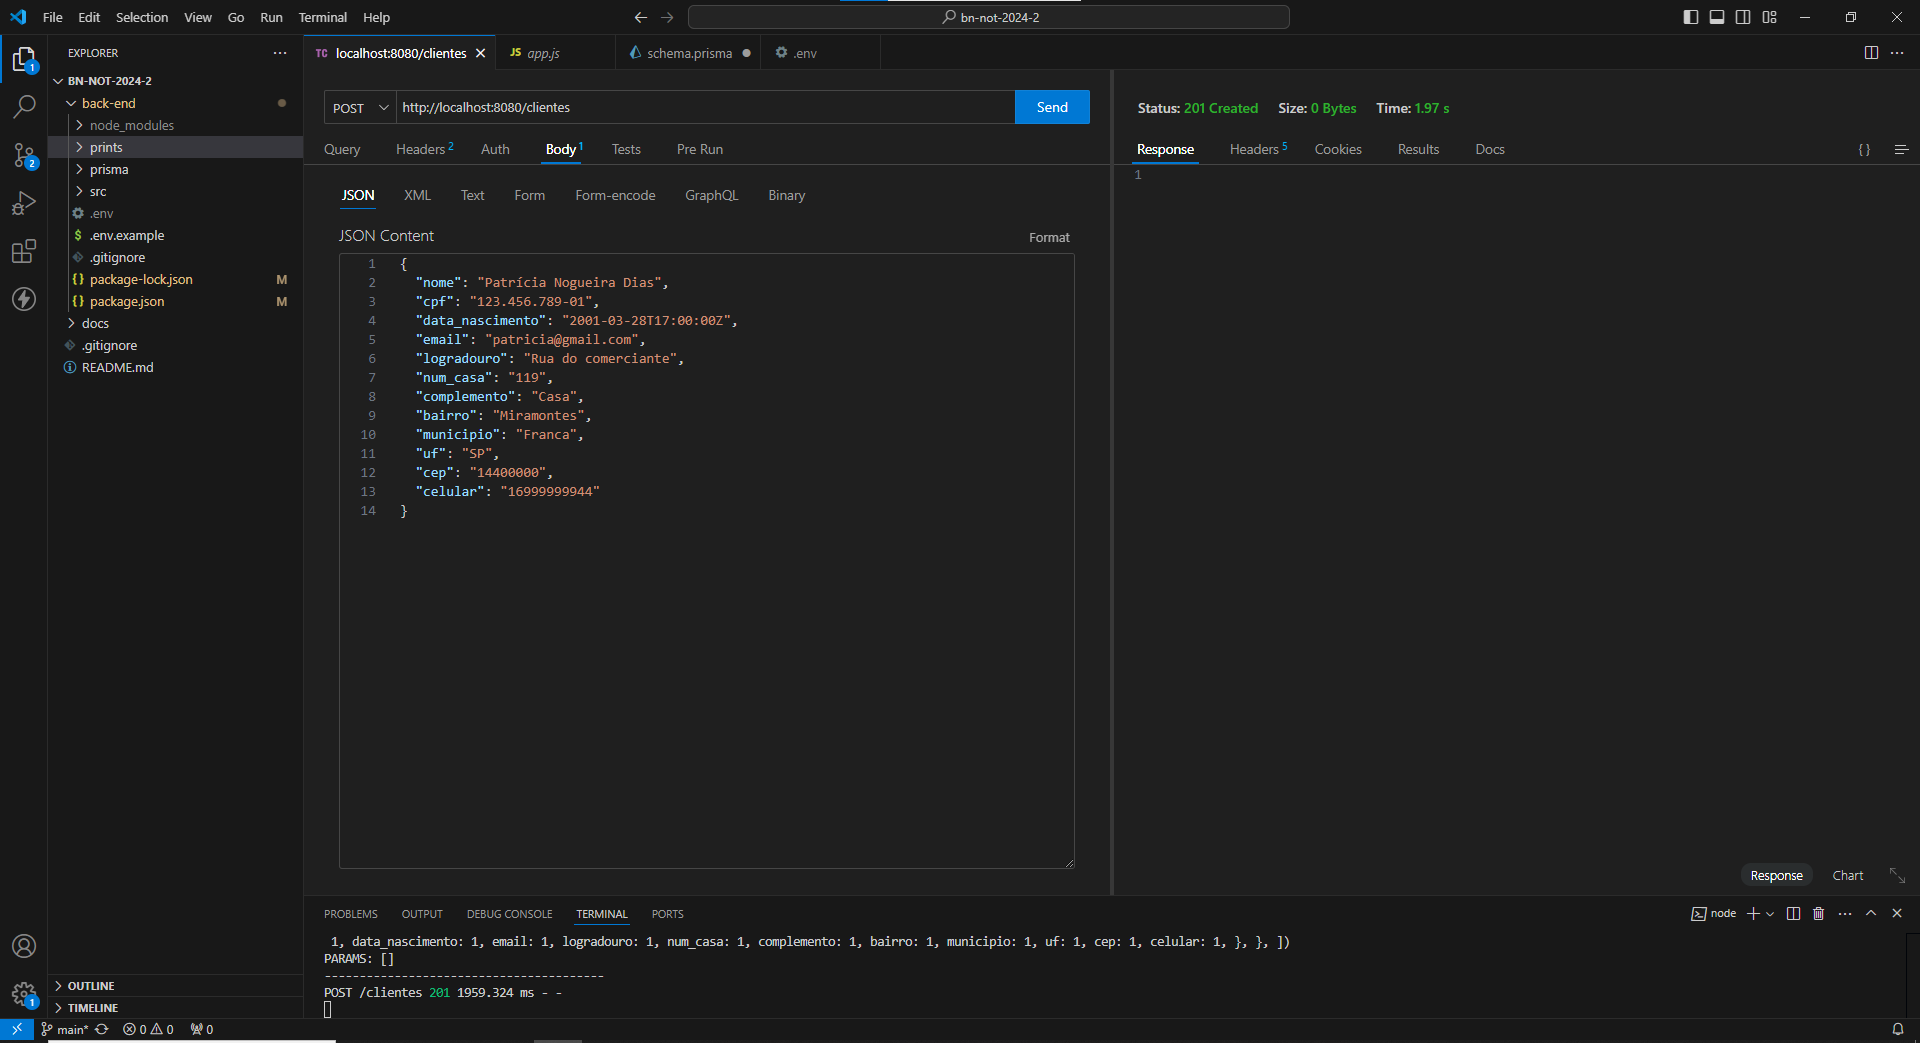 File Edit Selection View Go Run Terminal Help
bn-not-2024-2
EXPLORER
BN-NOT-2024-2
back-end
node_modules
prints
prisma
src
.env
.env.example
.gitignore
package-lock.json M
package.json M
docs
.gitignore
README.md
OUTLINE
TIMELINE
1
2
1
TC localhost:8080/clientes
JS app.js
schema.prisma
.env
POST http://localhost:8080/clientes Send
Query Headers 2 Auth Body 1 Tests Pre Run
JSON XML Text Form Form-encode GraphQL Binary
JSON Content Format
1 {
2 "nome": "Patrícia Nogueira Dias",
3 "cpf": "123.456.789-01",
4 "data_nascimento": "2001-03-28T17:00:00Z",
5 "email": "patricia@gmail.com",
6 "logradouro": "Rua do comerciante",
7 "num_casa": "119",
8 "complemento": "Casa",
9 "bairro": "Miramontes",
10 "municipio": "Franca",
11 "uf": "SP",
12 "cep": "14400000",
13 "celular": "16999999944"
14 }
Status: 201 Created Size: 0 Bytes Time: 1.97 s
Response Headers 5 Cookies Results Docs { }
1
Response Chart
PROBLEMS OUTPUT DEBUG CONSOLE TERMINAL PORTS
node
1, data_nascimento: 1, email: 1, logradouro: 1, num_casa: 1, complemento: 1, bairro: 1, municipio: 1, uf: 1, cep: 1, celular: 1, }, }, ])
PARAMS: []
----------------------------------------
POST /clientes 201 1959.324 ms - -
main* 0 0 0